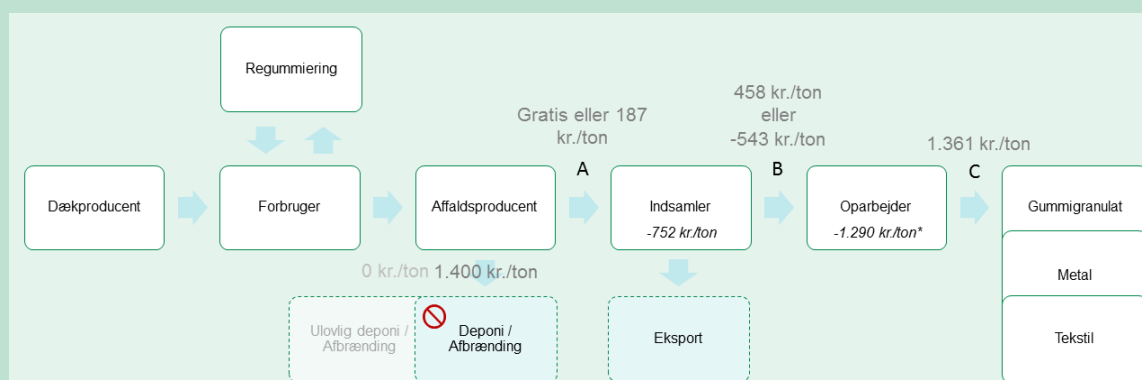 Regummiering
Gratis eller 187
kr./ton
458 kr./ton
eller
-543 kr./ton
1.361 kr./ton
A
B
C
Dækproducent
Forbruger
Affaldsproducent
Indsamler
-752 kr/ton
Oparbejder
-1.290 kr./ton*
Gummigranulat
0 kr./ton
1.400 kr./ton
Metal
Ulovlig deponi /
Afbrænding
Deponi /
Afbrænding
Eksport
Tekstil